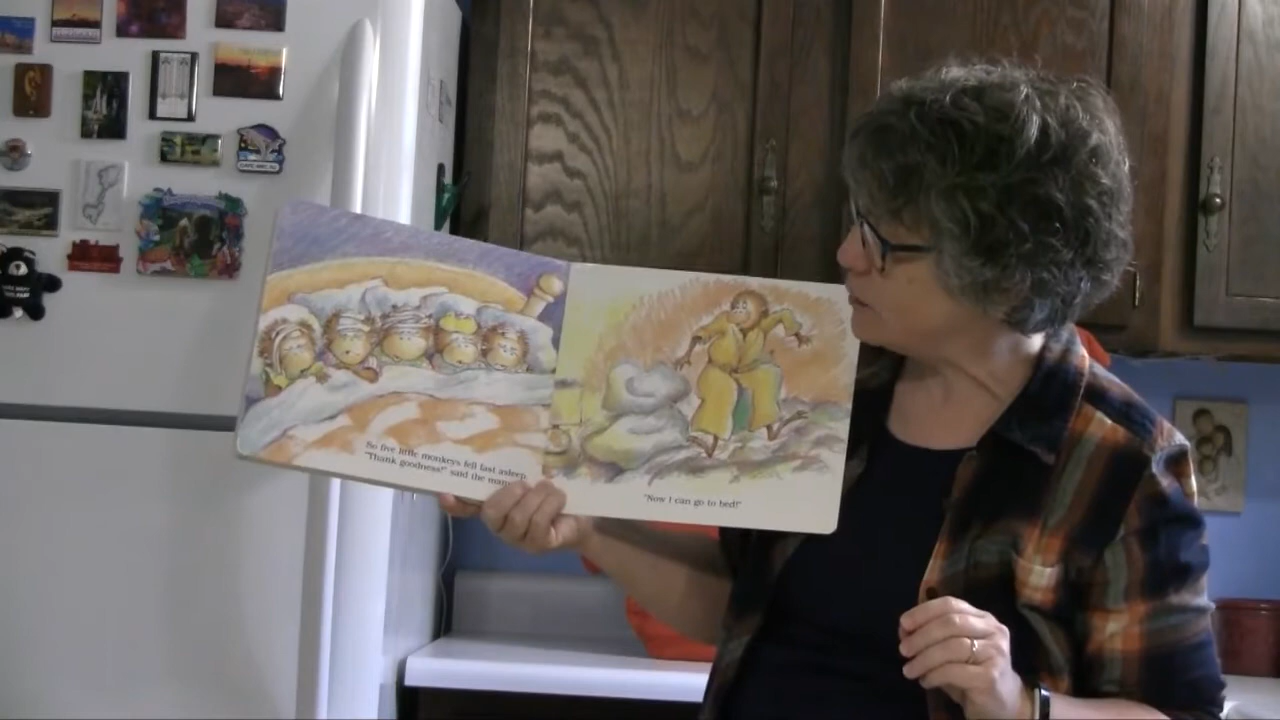 "So five little monkeys fell fast asleep.
"Thank goodness!" said the
"Now I can go to bed!"